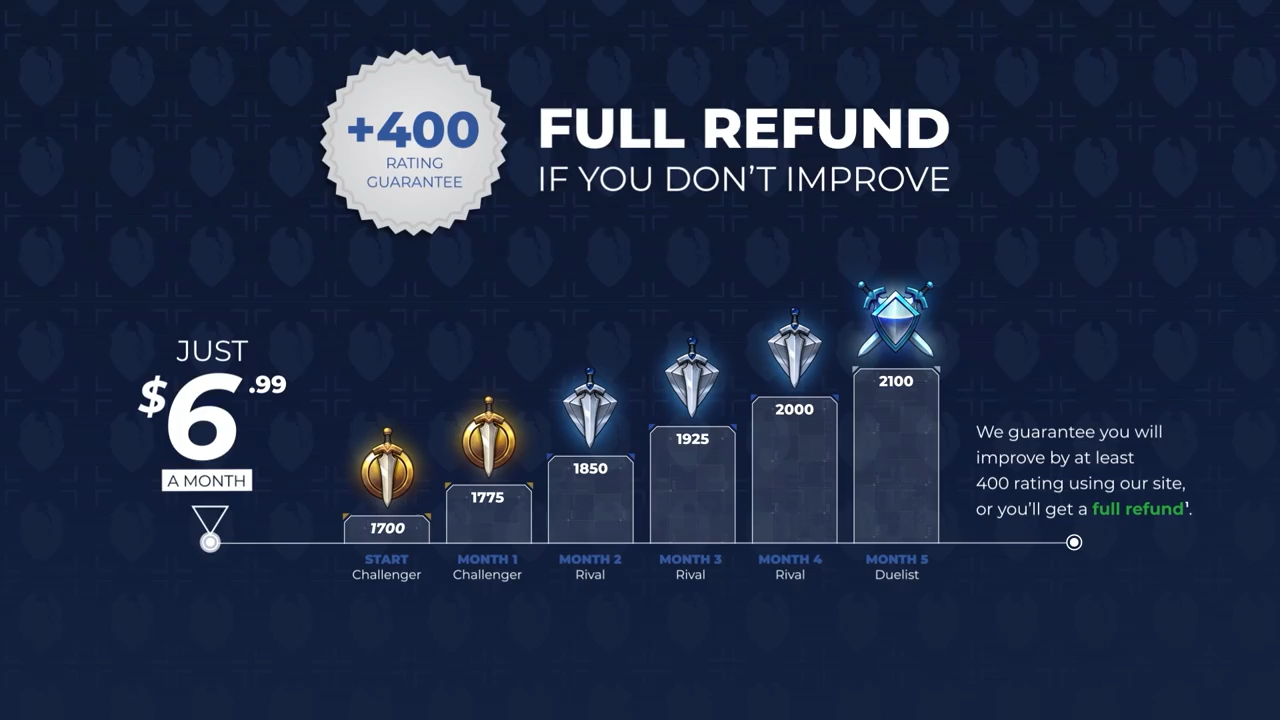 +400
RATING
GUARANTEE
FULL REFUND
IF YOU DON'T IMPROVE
JUST
$6.99
A MONTH
1700
1775
1850
1925
2000
2100
START
Challenger
MONTH 1
Challenger
MONTH 2
Rival
MONTH 3
Rival
MONTH 4
Rival
MONTH 5
Duelist
We guarantee you will
improve by at least
400 rating using our site,
or you'll get a full refund¹.